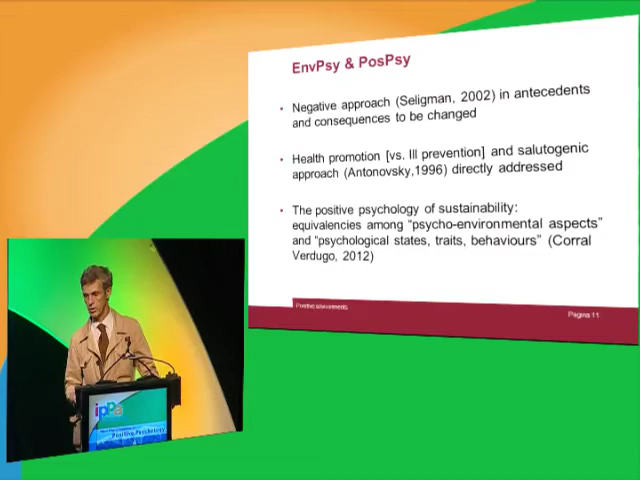 EnvPsy & PosPsy
• Negative approach (Seligman, 2002) in antecedents
and consequences to be changed
• Health promotion [vs. Ill prevention] and salutogenic
approach (Antonovsky,1996) directly addressed
• The positive psychology of sustainability:
equivalencies among “psycho-environmental aspects”
and “psychological states, traits, behaviours” (Corral
Verdugo, 2012)
Positive environments
Pagina 11
ippa
Positive Psychology